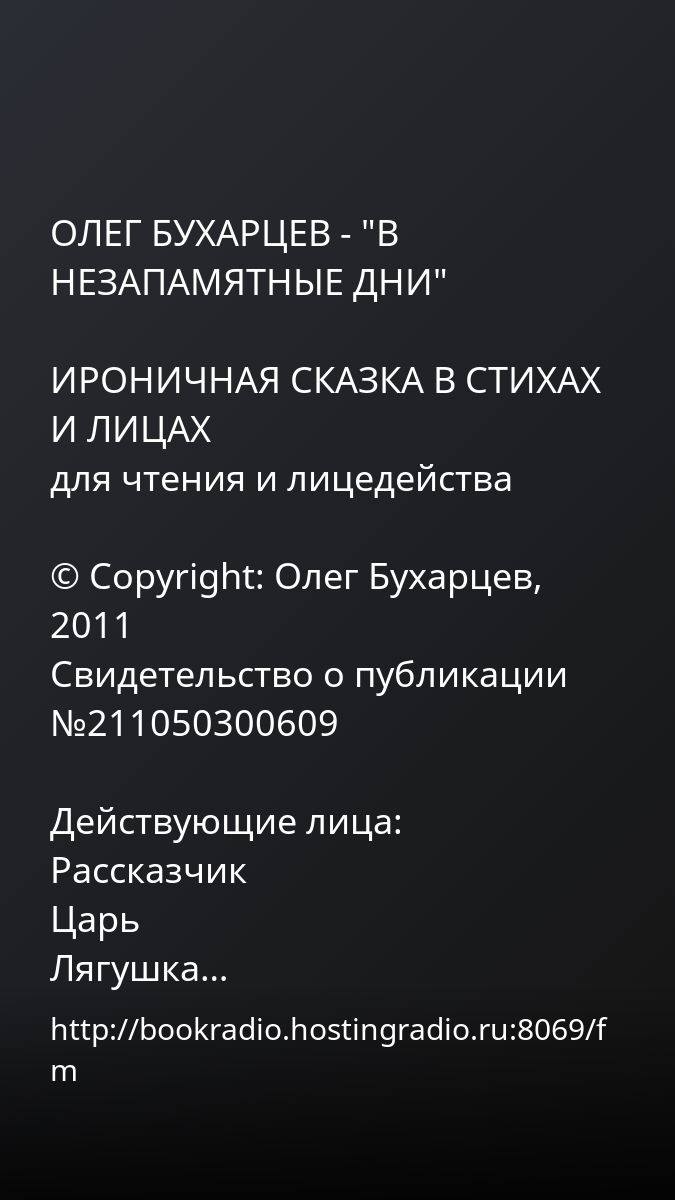 ОЛЕГ БУХАРЦЕВ - "В
НЕЗАПАМЯТНЫЕ ДНИ"
ИРОНИЧНАЯ СКАЗКА В СТИХАХ
И ЛИЦАХ
для чтения и лицедейства
© Copyright: Олег Бухарцев,
2011
Свидетельство о публикации
№211050300609
Действующие лица:
Рассказчик
Царь
Лягушка...
http://bookradio.hostingradio.ru:8069/f
m